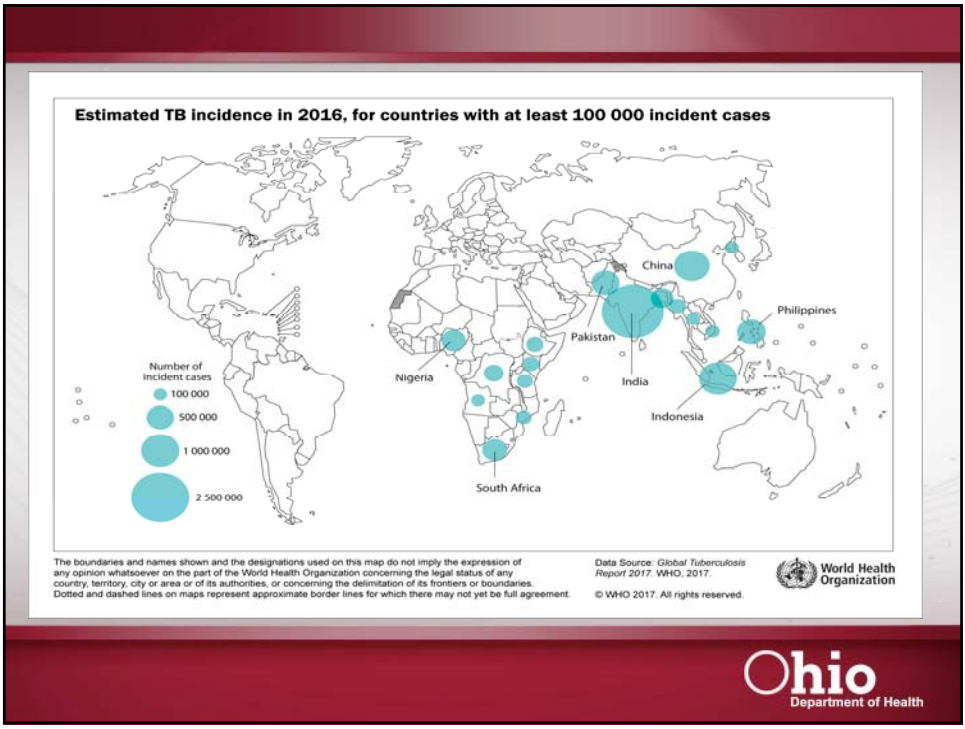 Estimated TB incidence in 2016, for countries with at least 100 000 incident cases
China
Philippines
Pakistan
Nigeria
India
Indonesia
South Africa
Number of
incident cases
100 000
500 000
1 000 000
2 500 000
The boundaries and names shown and the designations used on this map do not imply the expression of
any opinion whatsoever on the part of the World Health Organization concerning the legal status of any
country, territory, city or area or of its authorities, or concerning the delimitation of its frontiers or boundaries.
Dotted and dashed lines on maps represent approximate border lines for which there may not yet be full agreement.
Data Source: Global Tuberculosis
Report 2017. WHO, 2017.
© WHO 2017. All rights reserved.
World Health
Organization
Ohio
Department of Health